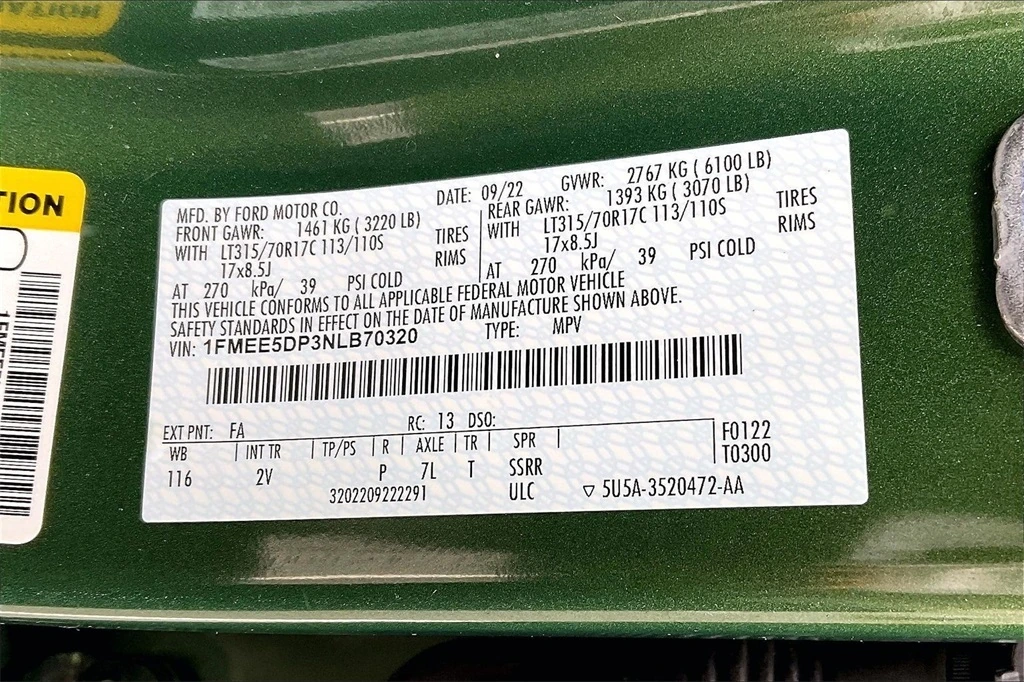 TION
MFD. BY FORD MOTOR CO.
DATE: 09/22 GVWR: 2767 KG ( 6100 LB)
FRONT GAWR: 1461 KG ( 3220 LB)
WITH LT315/70R17C 113/110S TIRES
17x8.5J RIMS
AT 270 kPa/ 39 PSI COLD
REAR GAWR: 1393 KG ( 3070 LB)
WITH LT315/70R17C 113/110S TIRES
17x8.5J RIMS
AT 270 kPa/ 39 PSI COLD
THIS VEHICLE CONFORMS TO ALL APPLICABLE FEDERAL MOTOR VEHICLE
SAFETY STANDARDS IN EFFECT ON THE DATE OF MANUFACTURE SHOWN ABOVE.
VIN: 1FMEE5DP3NLB70320 TYPE: MPV
EXT PNT: FA RC: 13 DSO:
WB INT TR TP/PS R AXLE TR SPR F0122
116 2V P 7L T SSRR T0300
3202209222291 ULC ▽ 5U5A-3520472-AA